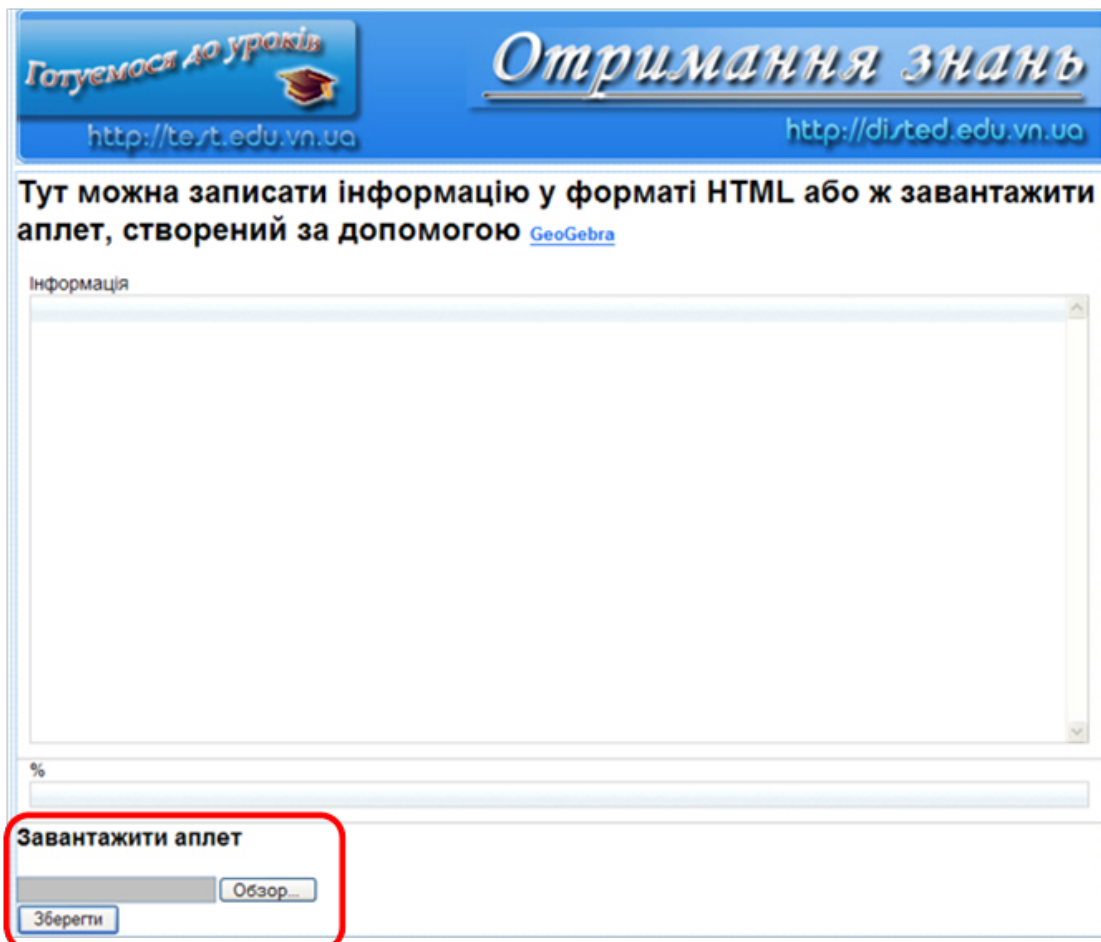 Готуємося до уроків
http://test.edu.vn.ua
Отримання знань
http://disted.edu.vn.ua
Тут можна записати інформацію у форматі HTML або ж завантажити
аплет, створений за допомогою GeoGebra
Інформація
%
Завантажити аплет
Обзор...
Зберегти